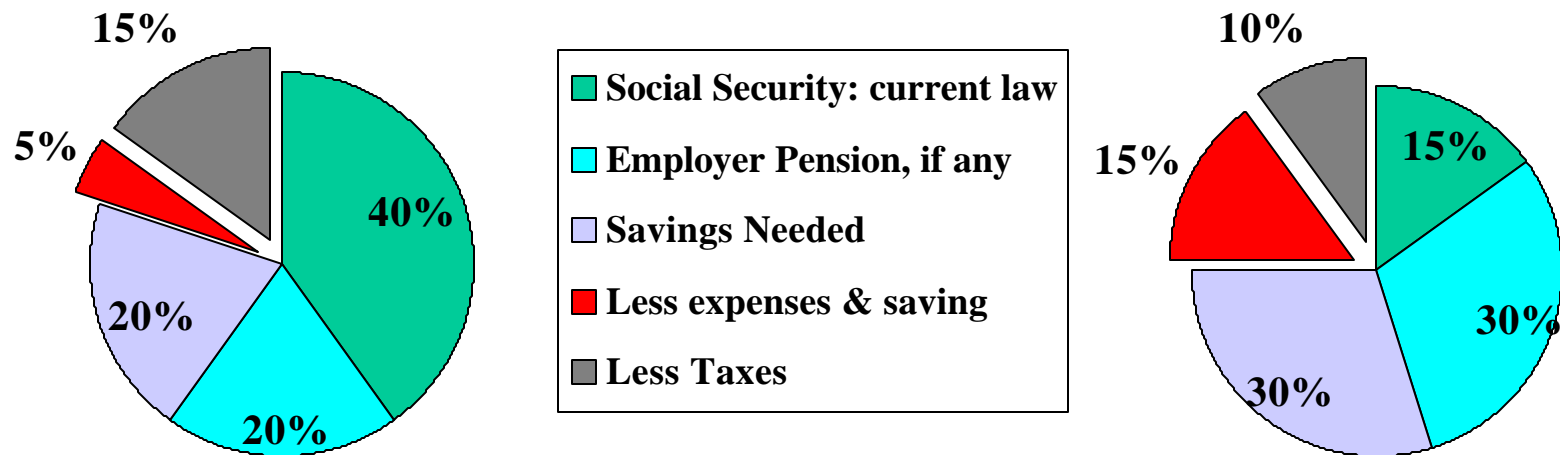 15%
5%
40%
20%
20%
Social Security: current law
Employer Pension, if any
Savings Needed
Less expenses & saving
Less Taxes
10%
15%
15%
30%
30%